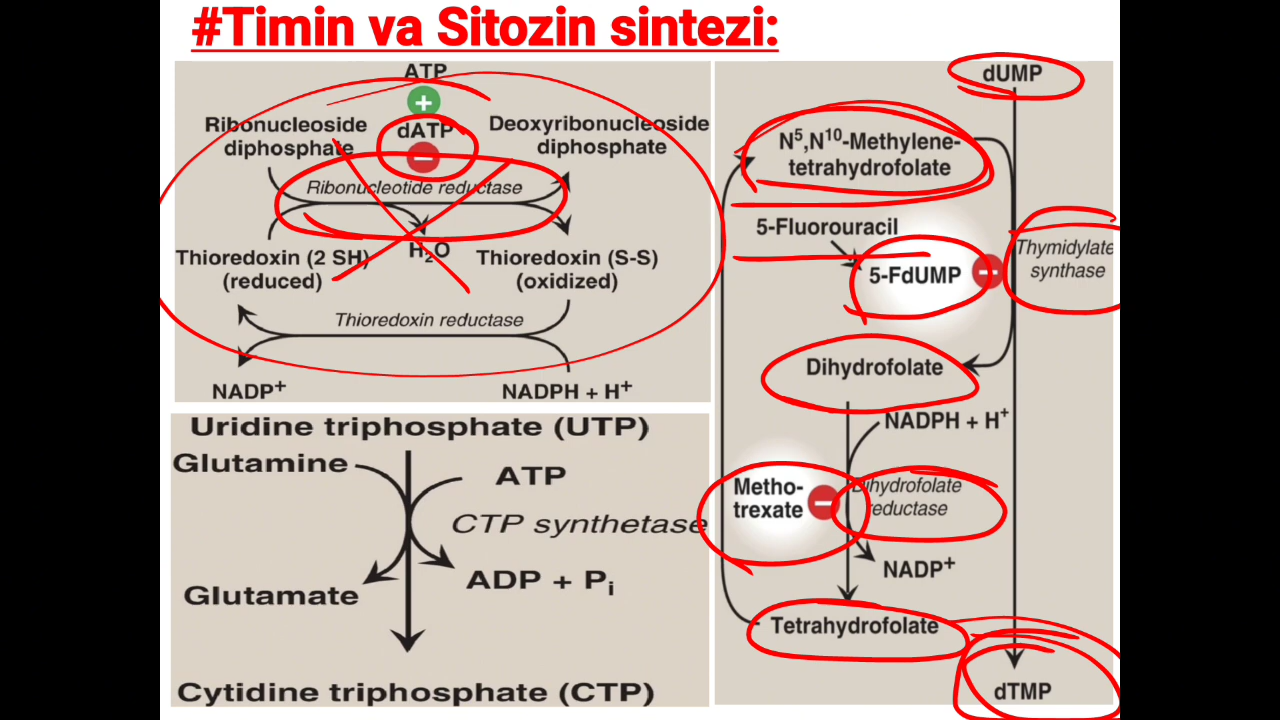 #Timin va Sitozin sintezi:
ATP
+
dATP
−
Ribonucleoside
diphosphate
Deoxyribonucleoside
diphosphate
Ribonucleotide reductase
H₂O
Thioredoxin (2 SH)
(reduced)
Thioredoxin (S-S)
(oxidized)
Thioredoxin reductase
NADP⁺
NADPH + H⁺
Uridine triphosphate (UTP)
Glutamine
ATP
CTP synthetase
ADP + Pᵢ
Glutamate
Cytidine triphosphate (CTP)
dUMP
N⁵,N¹⁰-Methylene-
tetrahydrofolate
5-Fluorouracil
5-FdUMP
−
Thymidylate
synthase
Dihydrofolate
NADPH + H⁺
Metho-
trexate
−
Dihydrofolate
reductase
NADP⁺
Tetrahydrofolate
dTMP